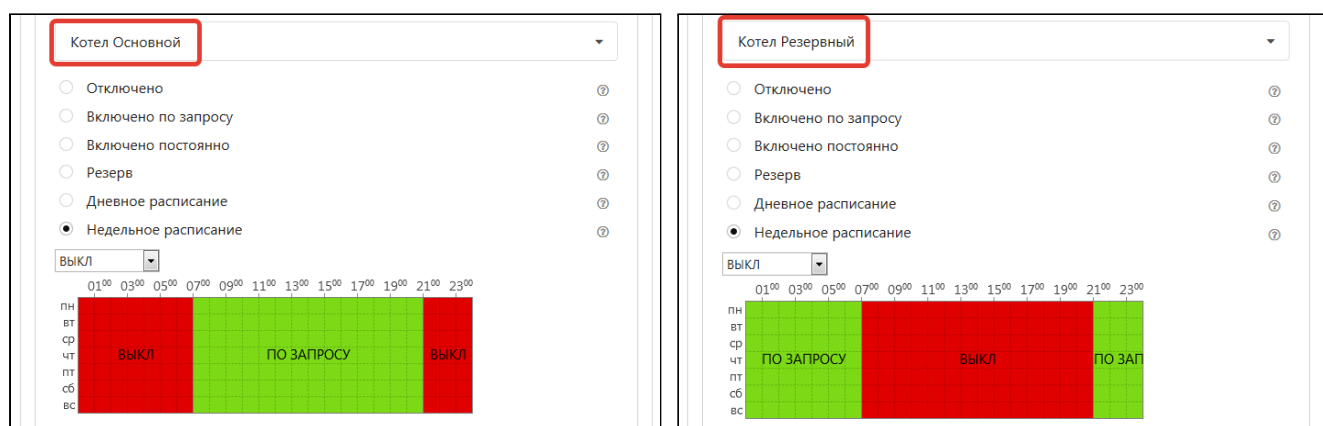 Котел Основной
Отключено
Включено по запросу
Включено постоянно
Резерв
Дневное расписание
Недельное расписание
ВЫКЛ
01⁰⁰ 03⁰⁰ 05⁰⁰ 07⁰⁰ 09⁰⁰ 11⁰⁰ 13⁰⁰ 15⁰⁰ 17⁰⁰ 19⁰⁰ 21⁰⁰ 23⁰⁰
пн
вт
ср
чт ВЫКЛ ПО ЗАПРОСУ ВЫКЛ
пт
сб
вс
Котел Резервный
Отключено
Включено по запросу
Включено постоянно
Резерв
Дневное расписание
Недельное расписание
ВЫКЛ
01⁰⁰ 03⁰⁰ 05⁰⁰ 07⁰⁰ 09⁰⁰ 11⁰⁰ 13⁰⁰ 15⁰⁰ 17⁰⁰ 19⁰⁰ 21⁰⁰ 23⁰⁰
пн
вт
ср
чт ПО ЗАПРОСУ ВЫКЛ ПО ЗАП
пт
сб
вс